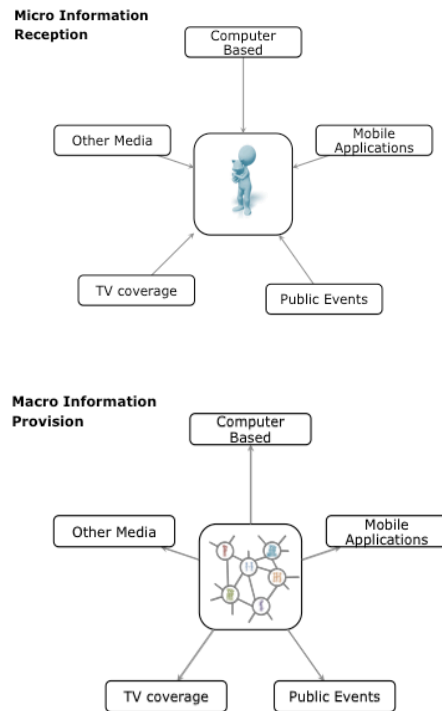 Micro Information
Reception
Computer
Based
Other Media
Mobile
Applications
TV coverage
Public Events
Macro Information
Provision
Computer
Based
Other Media
Mobile
Applications
TV coverage
Public Events